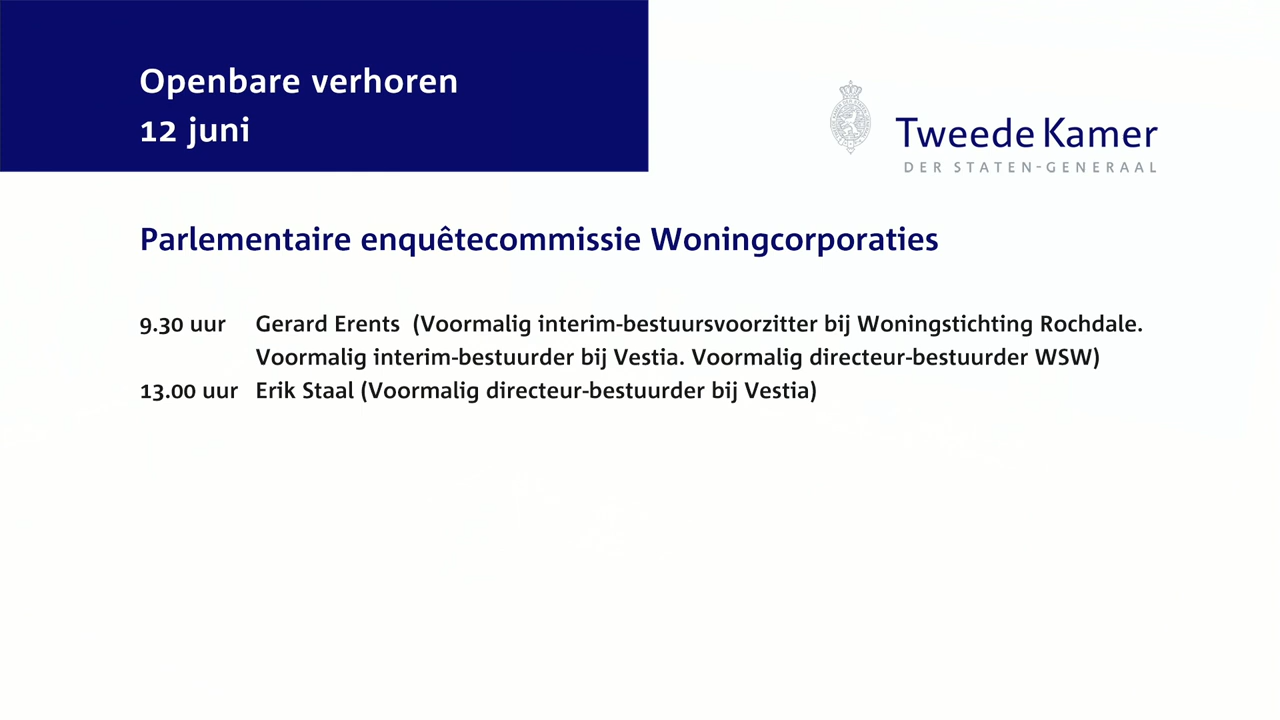 Openbare verhoren
12 juni
Tweede Kamer
DER STATEN-GENERAAL
Parlementaire enquêtecommissie Woningcorporaties
9.30 uur Gerard Erents (Voormalig interim-bestuursvoorzitter bij Woningstichting Rochdale.
Voormalig interim-bestuurder bij Vestia. Voormalig directeur-bestuurder WSW)
13.00 uur Erik Staal (Voormalig directeur-bestuurder bij Vestia)